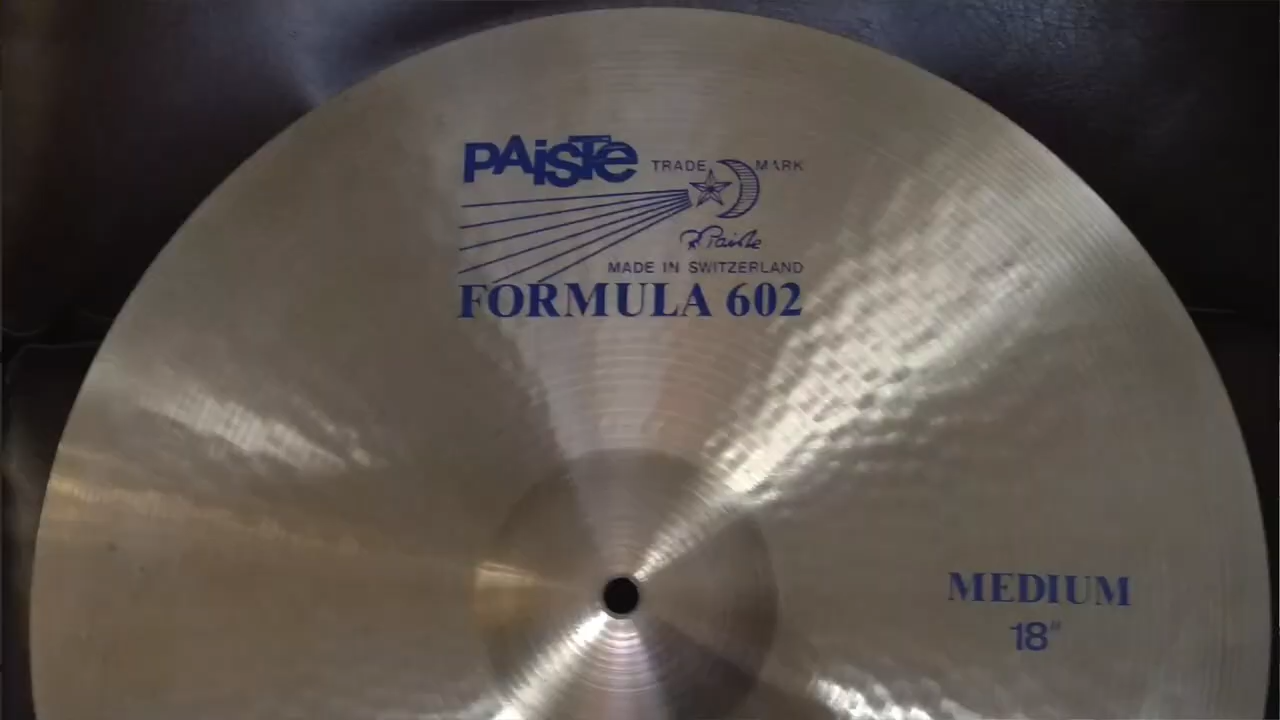 PAiSTe
TRADE MARK
R Paiste
MADE IN SWITZERLAND
FORMULA 602
MEDIUM
18"